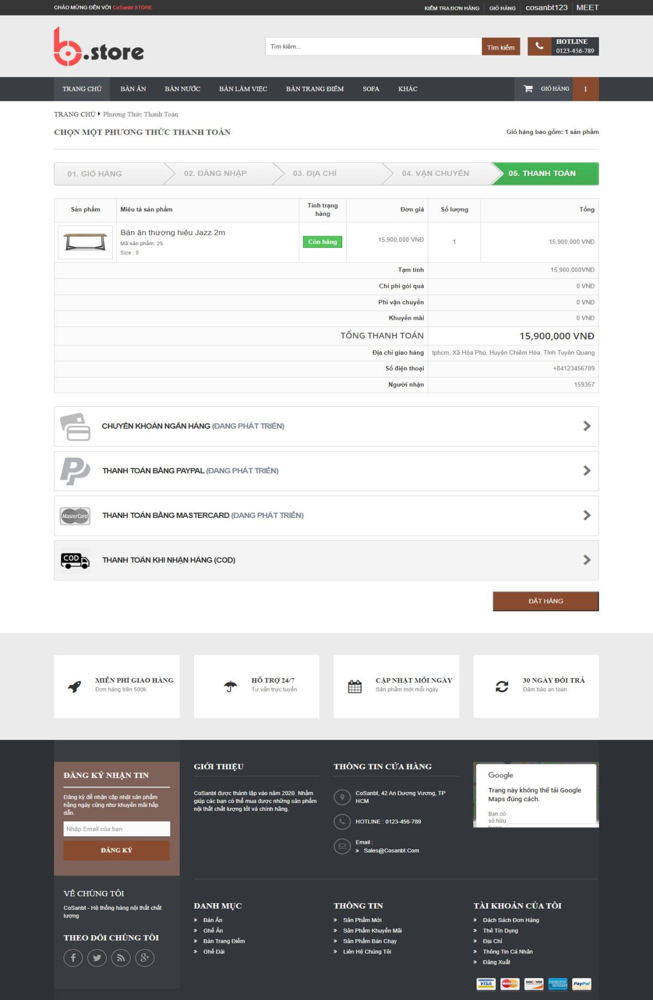 CHÀO MỪNG ĐẾN VỚI CoSanbt STORE
KIỂM TRA ĐƠN HÀNG
GIỎ HÀNG
cosanbt123
MEET
b.store
Tìm kiếm...
Tìm kiếm
HOTLINE
0123-456-789
TRANG CHỦ
BÀN ĂN
BÀN NƯỚC
BÀN LÀM VIỆC
BÀN TRANG ĐIỂM
SOFA
KHÁC
GIỎ HÀNG
1
TRANG CHỦ Phương Thức Thanh Toán
CHỌN MỘT PHƯƠNG THỨC THANH TOÁN
Giỏ hàng bao gồm: 1 sản phẩm
01. GIỎ HÀNG
02. ĐĂNG NHẬP
03. ĐỊA CHỈ
04. VẬN CHUYỂN
05. THANH TOÁN
Sản phẩm
Miêu tả sản phẩm
Tình trạng
hàng
Đơn giá
Số lượng
Tổng
Bàn ăn thương hiệu Jazz 2m
Mã sản phẩm: 25
Size : 0
Còn hàng
15,900,000 VNĐ
1
15,900,000 VNĐ
Tạm tính
15,900,000VNĐ
Chi phí gói quà
0 VNĐ
Phí vận chuyển
0 VNĐ
Khuyến mãi
0 VNĐ
TỔNG THANH TOÁN
15,900,000 VNĐ
Địa chỉ giao hàng
tphcm, Xã Hòa Phú, Huyện Chiêm Hóa, Tỉnh Tuyên Quang
Số điện thoại
+84123456789
Người nhận
159357
CHUYỂN KHOẢN NGÂN HÀNG (ĐANG PHÁT TRIỂN)
THANH TOÁN BẰNG PAYPAL (ĐANG PHÁT TRIỂN)
MasterCard
THANH TOÁN BẰNG MASTERCARD (ĐANG PHÁT TRIỂN)
COD
THANH TOÁN KHI NHẬN HÀNG (COD)
ĐẶT HÀNG
MIỄN PHÍ GIAO HÀNG
Đơn hàng trên 500k
HỖ TRỢ 24/7
Tư vấn trực tuyến
CẬP NHẬT MỖI NGÀY
Sản phẩm mới mỗi ngày
30 NGÀY ĐỔI TRẢ
Đảm bảo an toàn
ĐĂNG KÝ NHẬN TIN
Đăng ký để nhận cập nhật sản phẩm
hằng ngày cũng như khuyến mãi hấp
dẫn.
Nhập Email của bạn
ĐĂNG KÝ
GIỚI THIỆU
CoSanbt được thành lập vào năm 2020. Nhằm
giúp các bạn có thể mua được những sản phẩm
nội thất chất lượng tốt và chính hãng.
THÔNG TIN CỬA HÀNG
CoSanbt, 42 An Dương Vương, TP
HCM
HOTLINE : 0123-456-789
Email :
» Sales@Cosanbt.Com
Google
Trang này không thể tải Google
Maps đúng cách.
Bạn có
sở hữu
trang
VỀ CHÚNG TÔI
CoSanbt - Hệ thống hàng nội thất chất
lượng
THEO DÕI CHÚNG TÔI
DANH MỤC
» Bàn Ăn
» Ghế Ăn
» Bàn Trang Điểm
» Ghế Dài
THÔNG TIN
» Sản Phẩm Mới
» Sản Phẩm Khuyến Mãi
» Sản Phẩm Bán Chạy
» Liên Hệ Chúng Tôi
TÀI KHOẢN CỦA TÔI
» Dách Sách Đơn Hàng
» Thẻ Tín Dụng
» Địa Chỉ
» Thông Tin Cá Nhân
» Đăng Xuất
VISA
MasterCard
DISCOVER
AMERICAN EXPRESS
PayPal